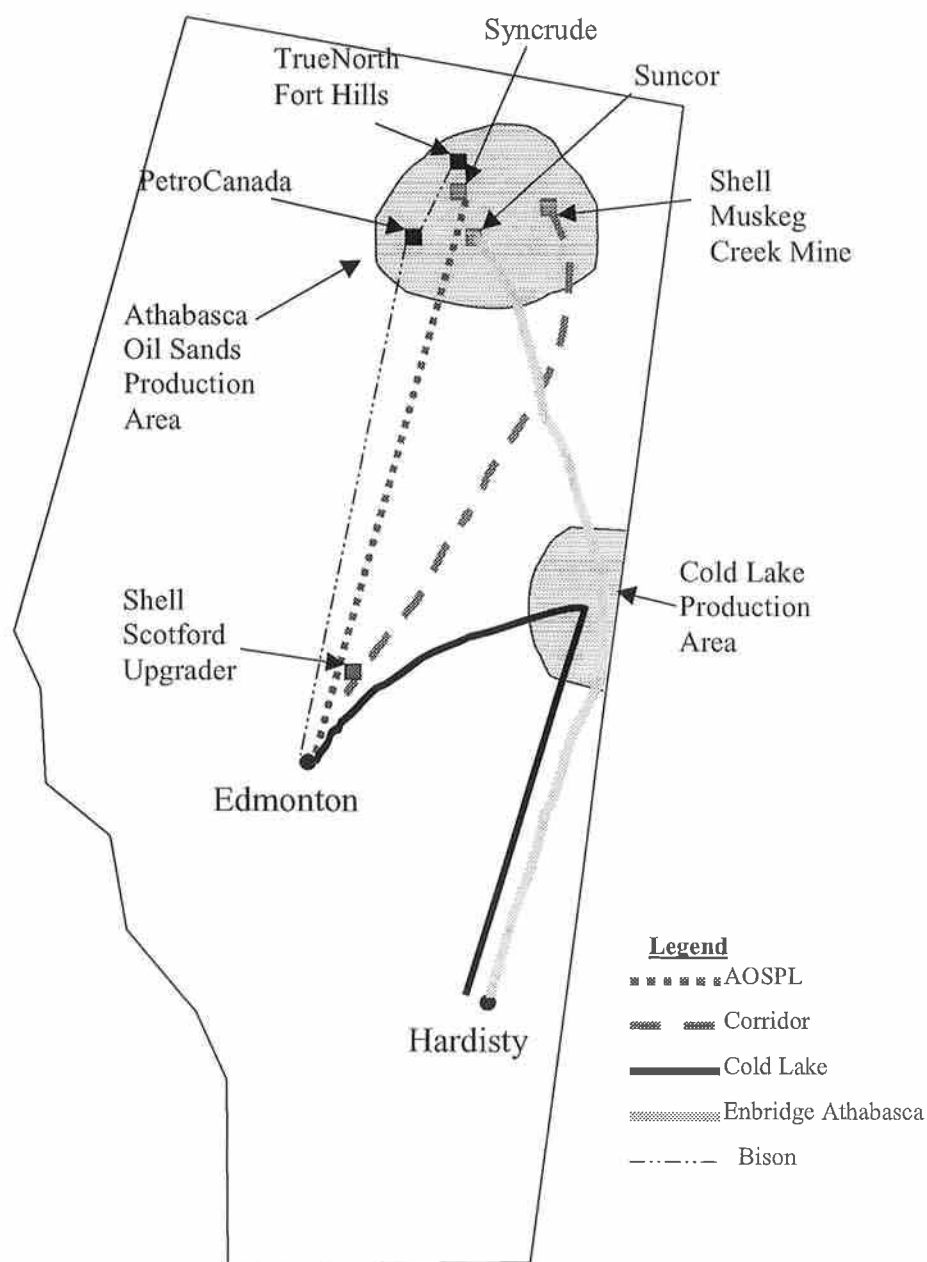 Syncrude
TrueNorth
Fort Hills
Suncor
PetroCanada
Shell
Muskeg
Creek Mine
Athabasca
Oil Sands
Production
Area
Cold Lake
Production
Area
Shell
Scotford
Upgrader
Edmonton
Hardisty
Legend
AOSPL
Corridor
Cold Lake
Enbridge Athabasca
Bison